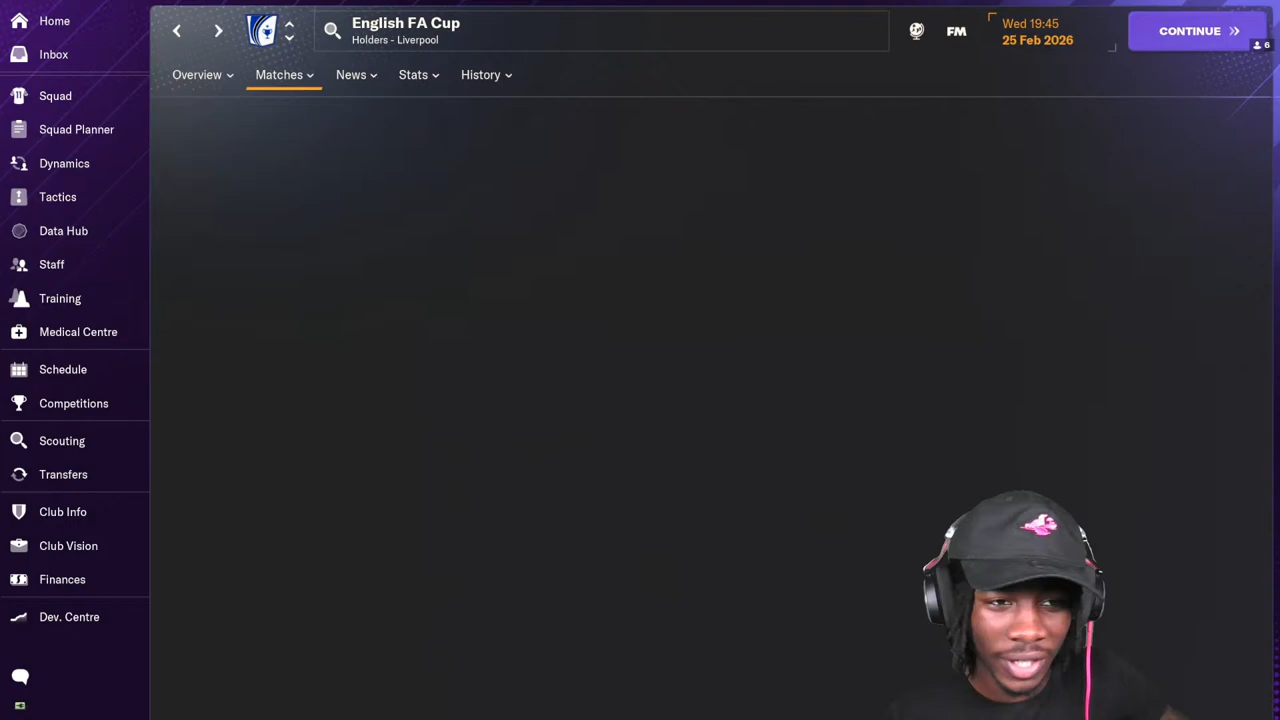 Home
Inbox
Squad
Squad Planner
Dynamics
Tactics
Data Hub
Staff
Training
Medical Centre
Schedule
Competitions
Scouting
Transfers
Club Info
Club Vision
Finances
Dev. Centre
English FA Cup
Holders - Liverpool
FM
Wed 19:45
25 Feb 2026
CONTINUE
6
Overview
Matches
News
Stats
History